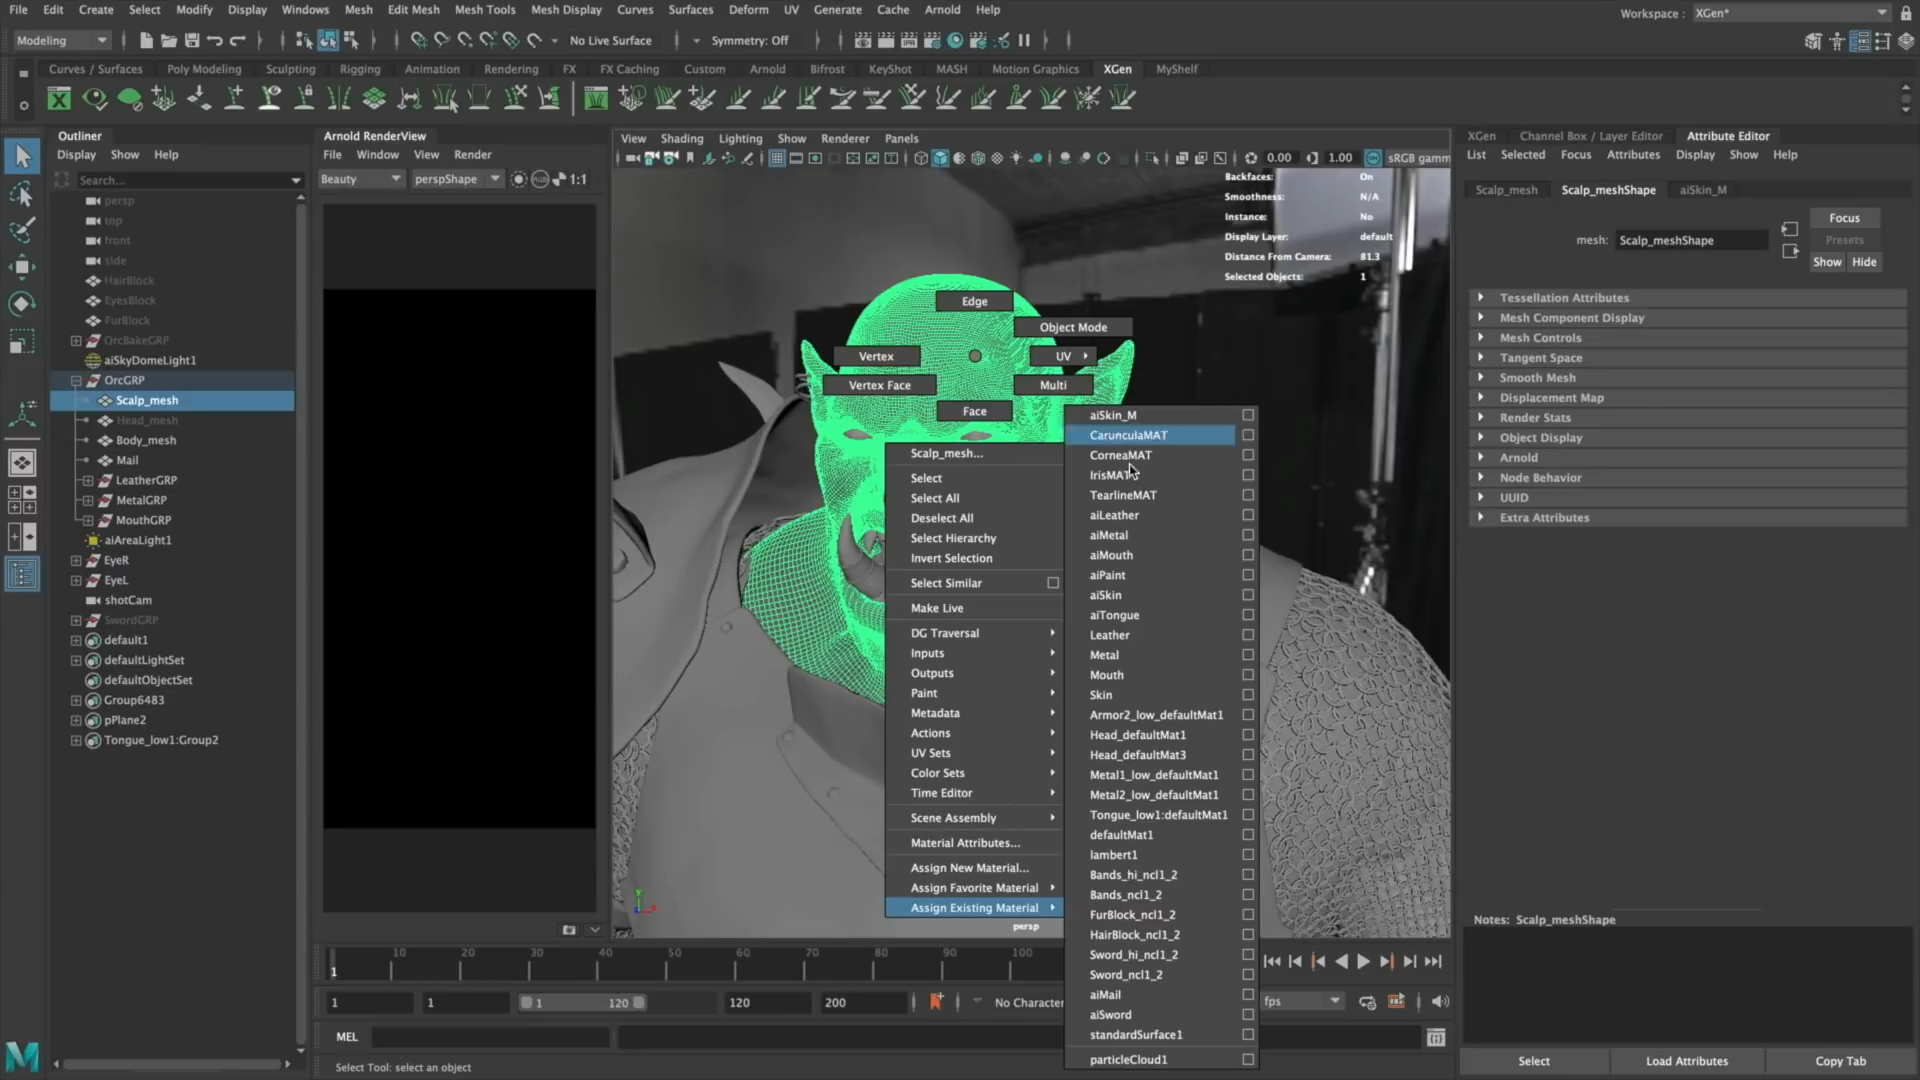 File Edit Create Select Modify Display Windows Mesh Edit Mesh Mesh Tools Mesh Display Curves Surfaces Deform UV Generate Cache Arnold Help
Workspace : XGen*
Modeling No Live Surface Symmetry: Off
Curves / Surfaces Poly Modeling Sculpting Rigging Animation Rendering FX FX Caching Custom Arnold Bifrost KeyShot MASH Motion Graphics XGen MyShelf
Outliner
Display Show Help
Search...
persp
top
front
side
HairBlock
EyesBlock
FurBlock
OrcBakeGRP
aiSkyDomeLight1
OrcGRP
Scalp_mesh
Head_mesh
Body_mesh
Mail
LeatherGRP
MetalGRP
MouthGRP
aiAreaLight1
EyeR
EyeL
shotCam
SwordGRP
default1
defaultLightSet
defaultObjectSet
Group6483
pPlane2
Tongue_low1:Group2
Arnold RenderView
File Window View Render
Beauty perspShape 1:1
View Shading Lighting Show Renderer Panels
0.00 1.00 sRGB gamm
Backfaces: On
Smoothness: N/A
Instance: No
Display Layer: default
Distance From Camera: 81.3
Selected Objects: 1
Edge
Object Mode
Vertex UV
Vertex Face Multi
Face
Scalp_mesh...
Select
Select All
Deselect All
Select Hierarchy
Invert Selection
Select Similar
Make Live
DG Traversal
Inputs
Outputs
Paint
Metadata
Actions
UV Sets
Color Sets
Time Editor
Scene Assembly
Material Attributes...
Assign New Material...
Assign Favorite Material
Assign Existing Material
persp
aiSkin_M
CarunculaMAT
CorneaMAT
IrisMAT
TearlineMAT
aiLeather
aiMetal
aiMouth
aiPaint
aiSkin
aiTongue
Leather
Metal
Mouth
Skin
Armor2_low_defaultMat1
Head_defaultMat1
Head_defaultMat3
Metal1_low_defaultMat1
Metal2_low_defaultMat1
Tongue_low1:defaultMat1
defaultMat1
lambert1
Bands_hi_ncl1_2
Bands_ncl1_2
FurBlock_ncl1_2
HairBlock_ncl1_2
Sword_hi_ncl1_2
Sword_ncl1_2
aiMail
aiSword
standardSurface1
particleCloud1
XGen Channel Box / Layer Editor Attribute Editor
List Selected Focus Attributes Display Show Help
Scalp_mesh Scalp_meshShape aiSkin_M
mesh: Scalp_meshShape
Focus
Presets
Show Hide
Tessellation Attributes
Mesh Component Display
Mesh Controls
Tangent Space
Smooth Mesh
Displacement Map
Render Stats
Object Display
Arnold
Node Behavior
UUID
Extra Attributes
Notes: Scalp_meshShape
Select Load Attributes Copy Tab
1 10 20 30 40 50 60 70 80 90 100
1 1 1 120 120 200 No Character fps
MEL
Select Tool: select an object